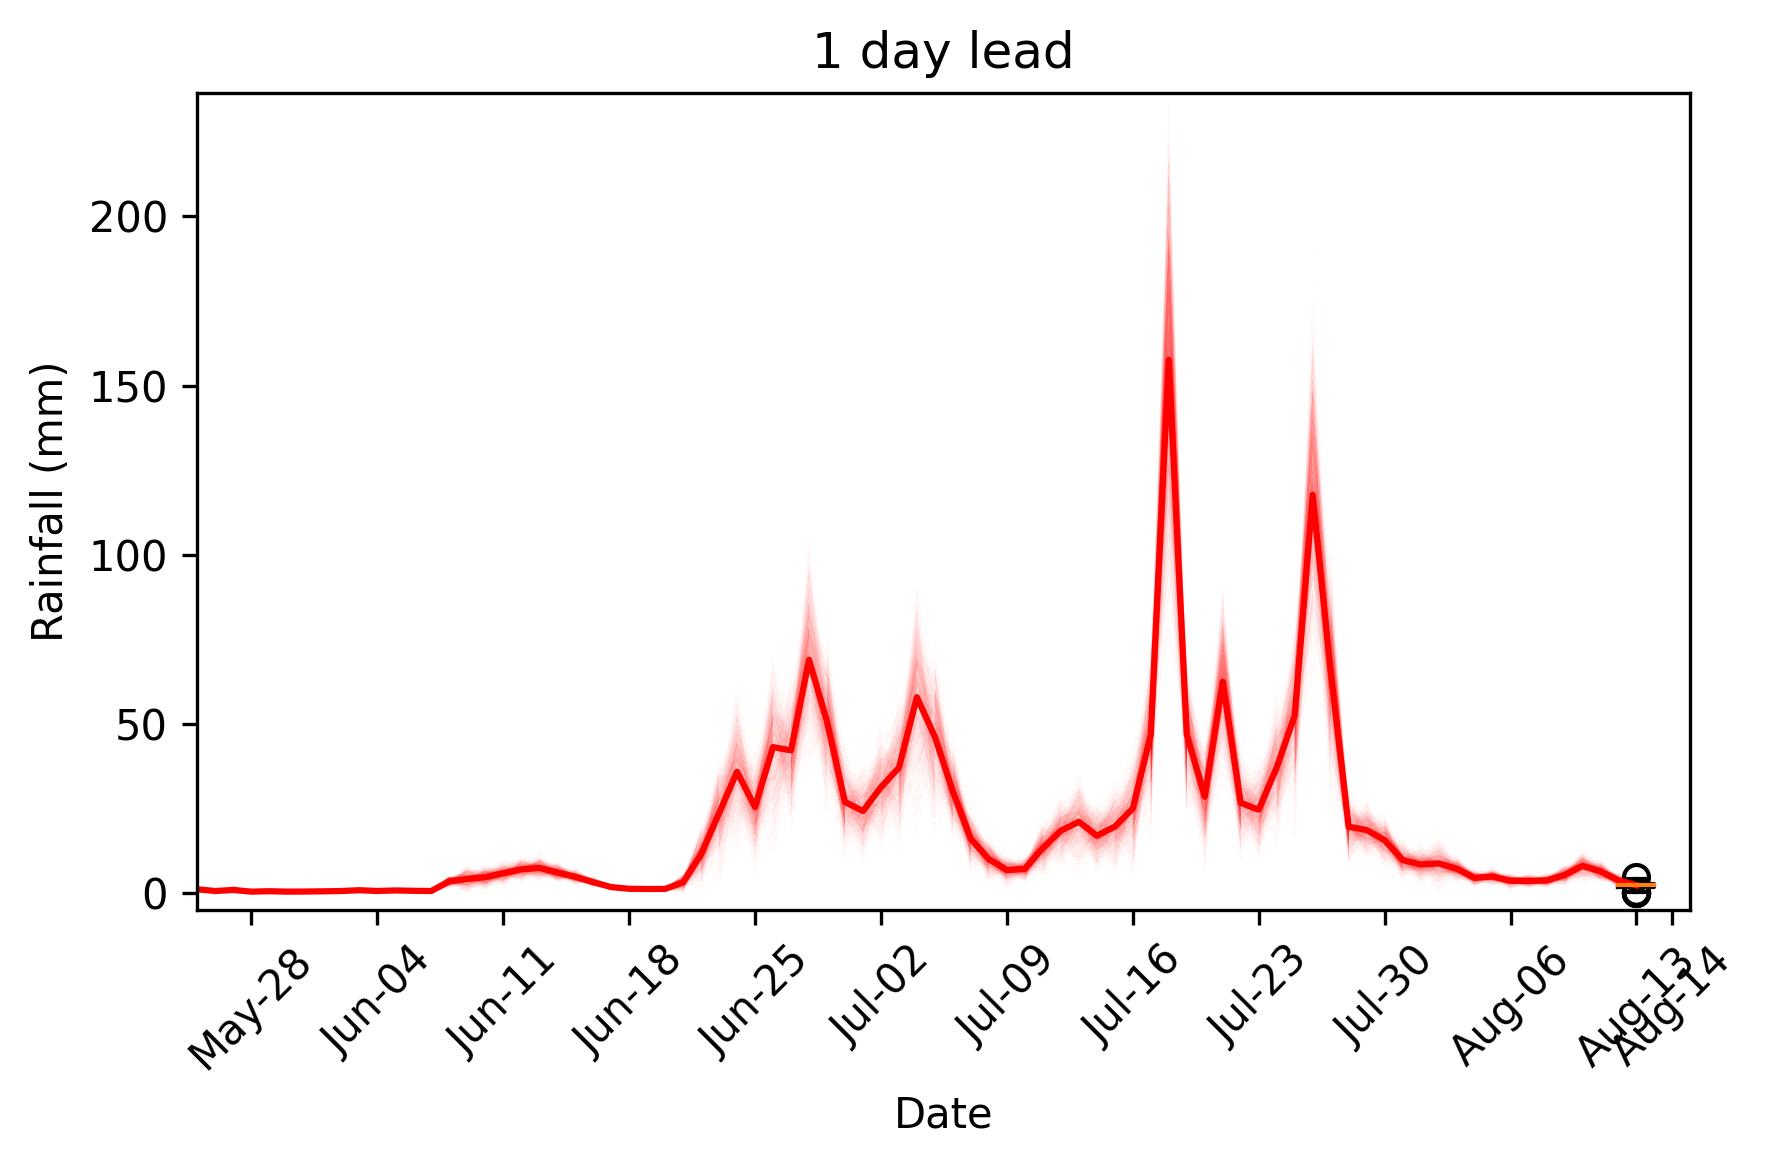 1 day lead
Rainfall (mm)
200
150
100
50
0
May-28
Jun-04
Jun-11
Jun-18
Jun-25
Jul-02
Jul-09
Jul-16
Jul-23
Jul-30
Aug-06
Aug-13
Aug-14
Date